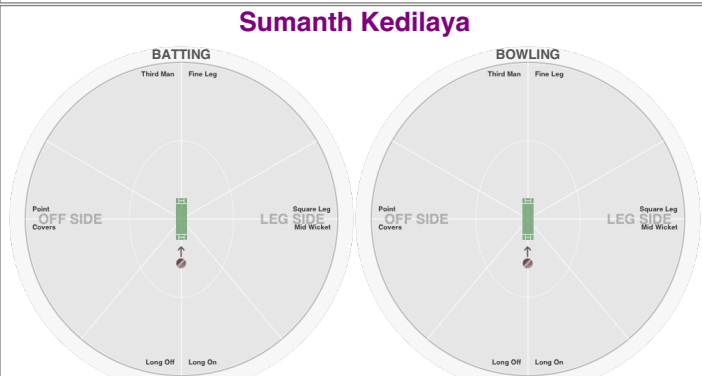 Sumanth Kedilaya
BATTING
Third Man Fine Leg
Point
OFF SIDE
Covers
Square Leg
LEG SIDE
Mid Wicket
Long Off Long On
BOWLING
Third Man Fine Leg
Point
OFF SIDE
Covers
Square Leg
LEG SIDE
Mid Wicket
Long Off Long On